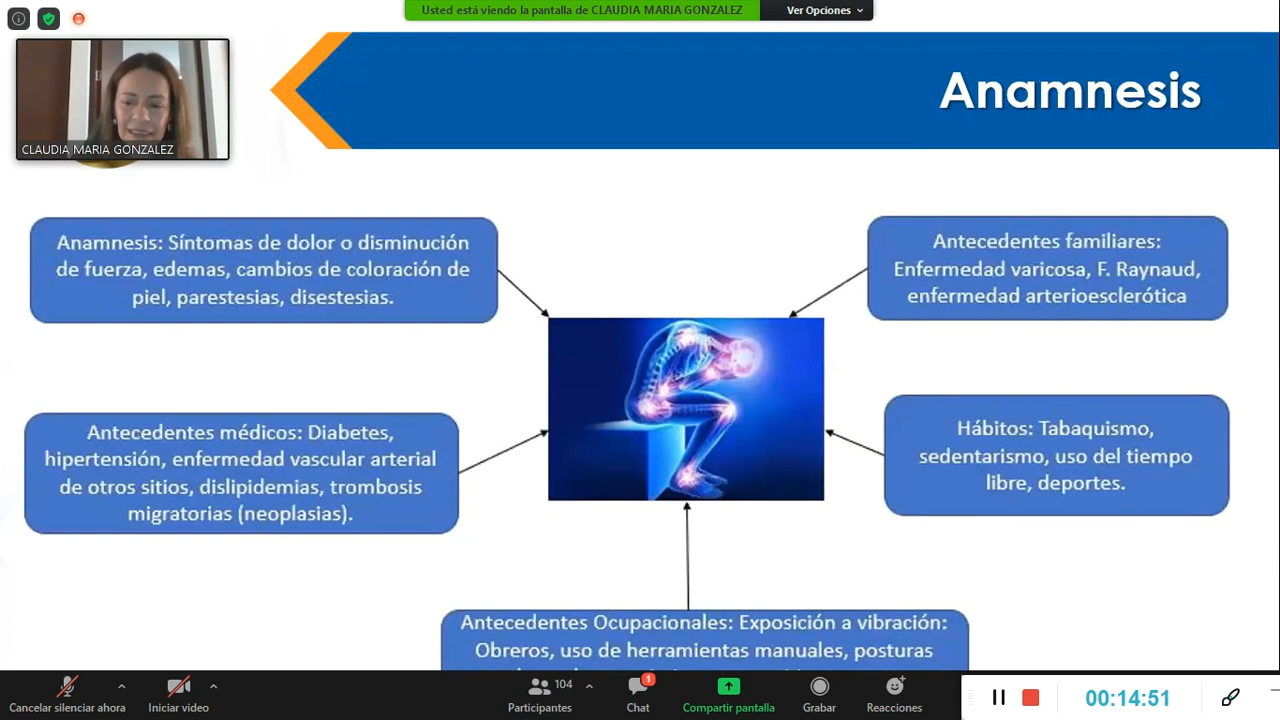 Usted está viendo la pantalla de CLAUDIA MARIA GONZALEZ
Ver Opciones
CLAUDIA MARIA GONZALEZ
Anamnesis
Anamnesis: Síntomas de dolor o disminución
de fuerza, edemas, cambios de coloración de
piel, parestesias, disestesias.
Antecedentes familiares:
Enfermedad varicosa, F. Raynaud,
enfermedad arterioesclerótica
Antecedentes médicos: Diabetes,
hipertensión, enfermedad vascular arterial
de otros sitios, dislipidemias, trombosis
migratorias (neoplasias).
Hábitos: Tabaquismo,
sedentarismo, uso del tiempo
libre, deportes.
Antecedentes Ocupacionales: Exposición a vibración:
Obreros, uso de herramientas manuales, posturas
Cancelar silenciar ahora
Iniciar video
104
Participantes
1
Chat
Compartir pantalla
Grabar
Reacciones
00:14:51